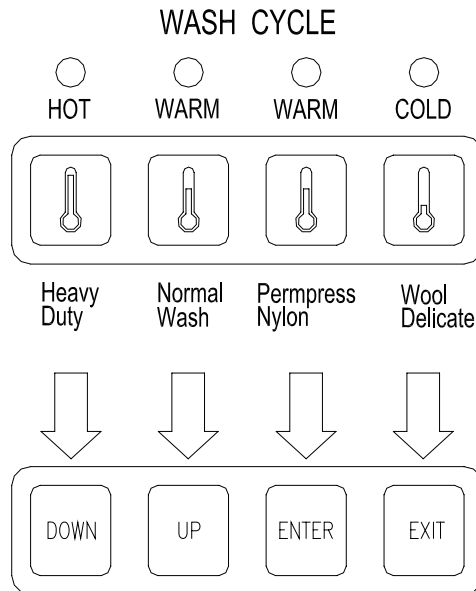 WASH CYCLE
HOT WARM WARM COLD
Heavy Normal Permpress Wool
Duty Wash Nylon Delicate
DOWN UP ENTER EXIT